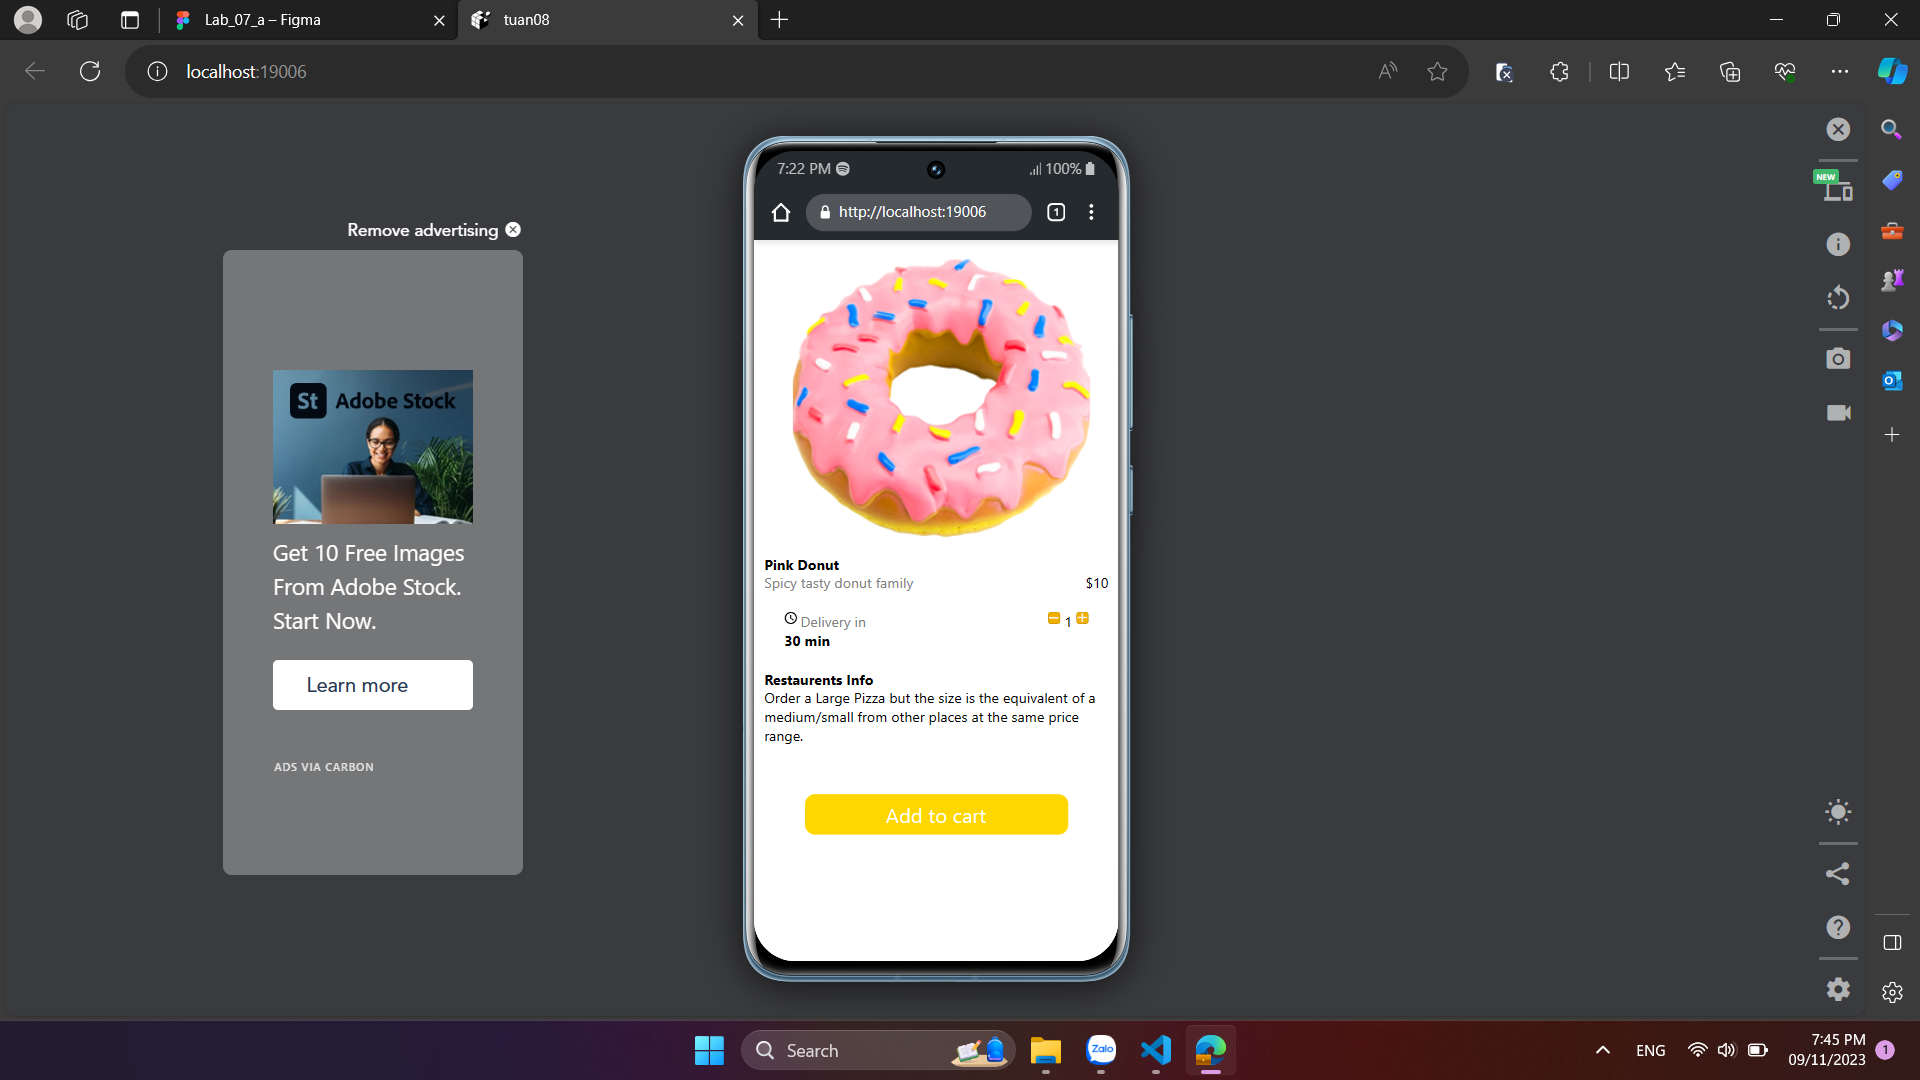 Lab_07_a – Figma
tuan08
localhost:19006
NEW
Remove advertising
St Adobe Stock
Get 10 Free Images
From Adobe Stock.
Start Now.
Learn more
ADS VIA CARBON
7:22 PM
100%
http://localhost:19006
1
Pink Donut
Spicy tasty donut family
$10
Delivery in
1
30 min
Restaurents Info
Order a Large Pizza but the size is the equivalent of a
medium/small from other places at the same price
range.
Add to cart
Search
Zalo
ENG
7:45 PM
09/11/2023
1